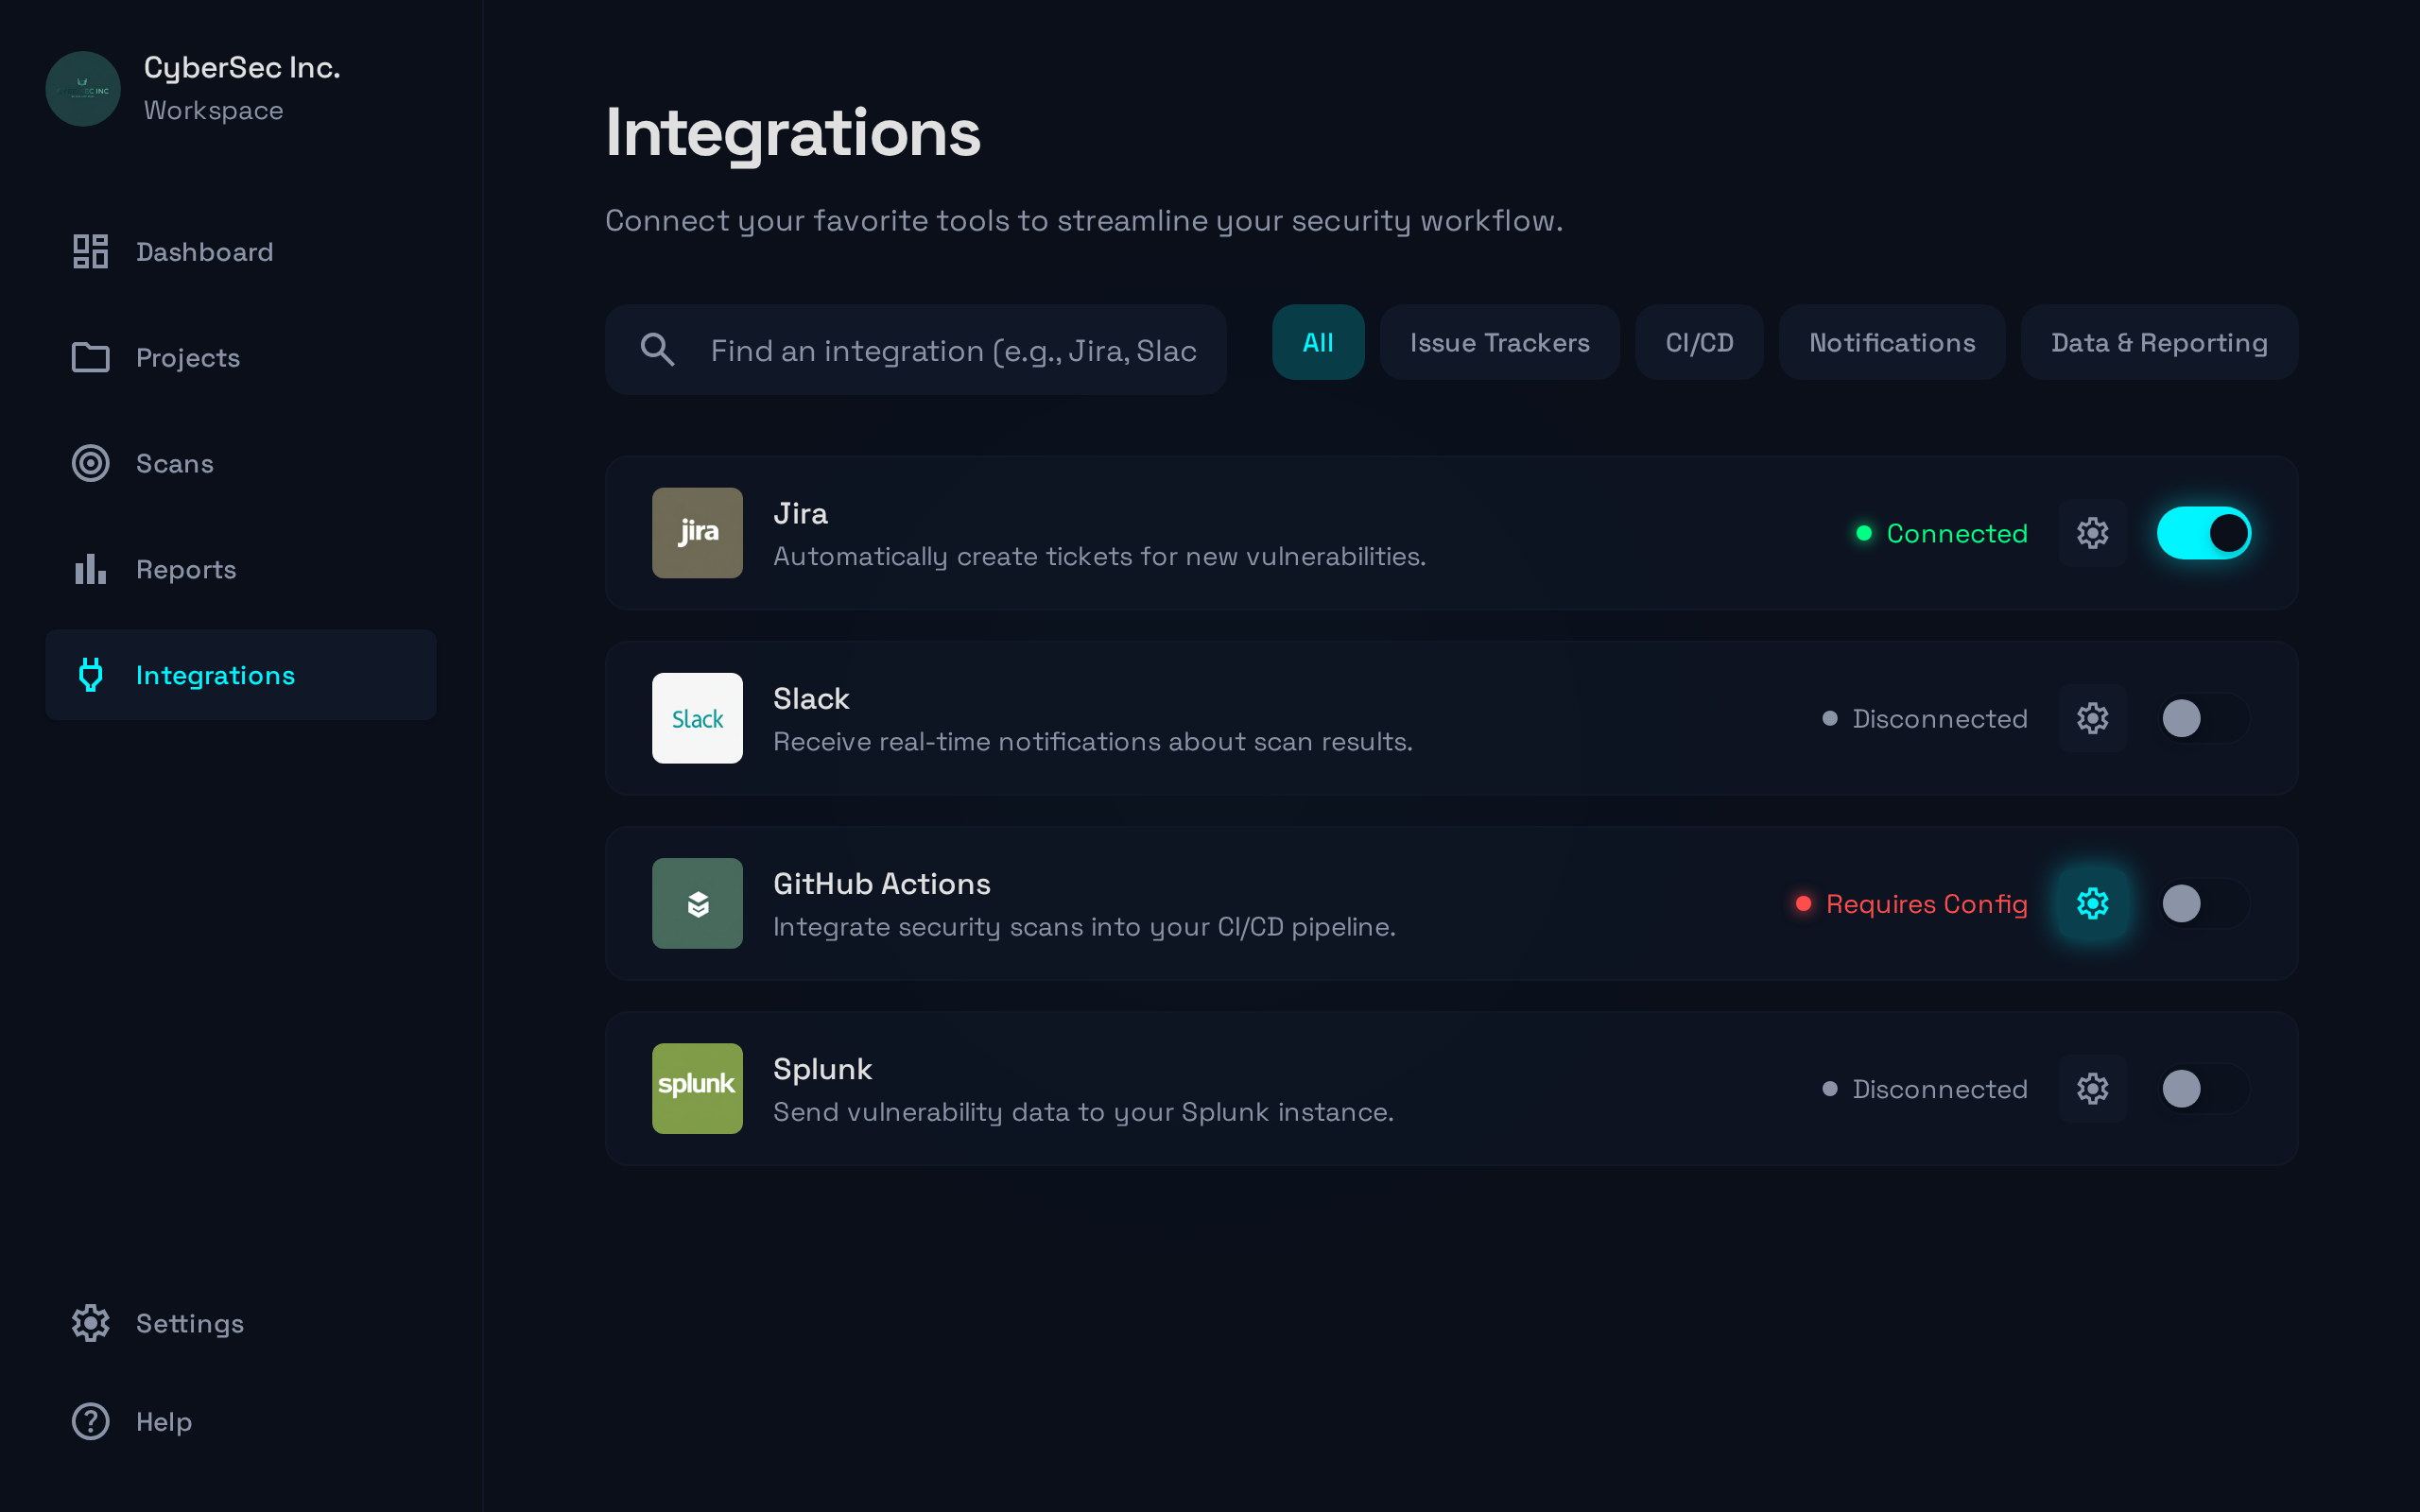 CyberSec Inc.
Workspace
Dashboard
Projects
Scans
Reports
Integrations
Settings
Help
Integrations
Connect your favorite tools to streamline your security workflow.
Find an integration (e.g., Jira, Slac
All
Issue Trackers
CI/CD
Notifications
Data & Reporting
jira
Jira
Automatically create tickets for new vulnerabilities.
Connected
Slack
Slack
Receive real-time notifications about scan results.
Disconnected
GitHub Actions
Integrate security scans into your CI/CD pipeline.
Requires Config
splunk
Splunk
Send vulnerability data to your Splunk instance.
Disconnected